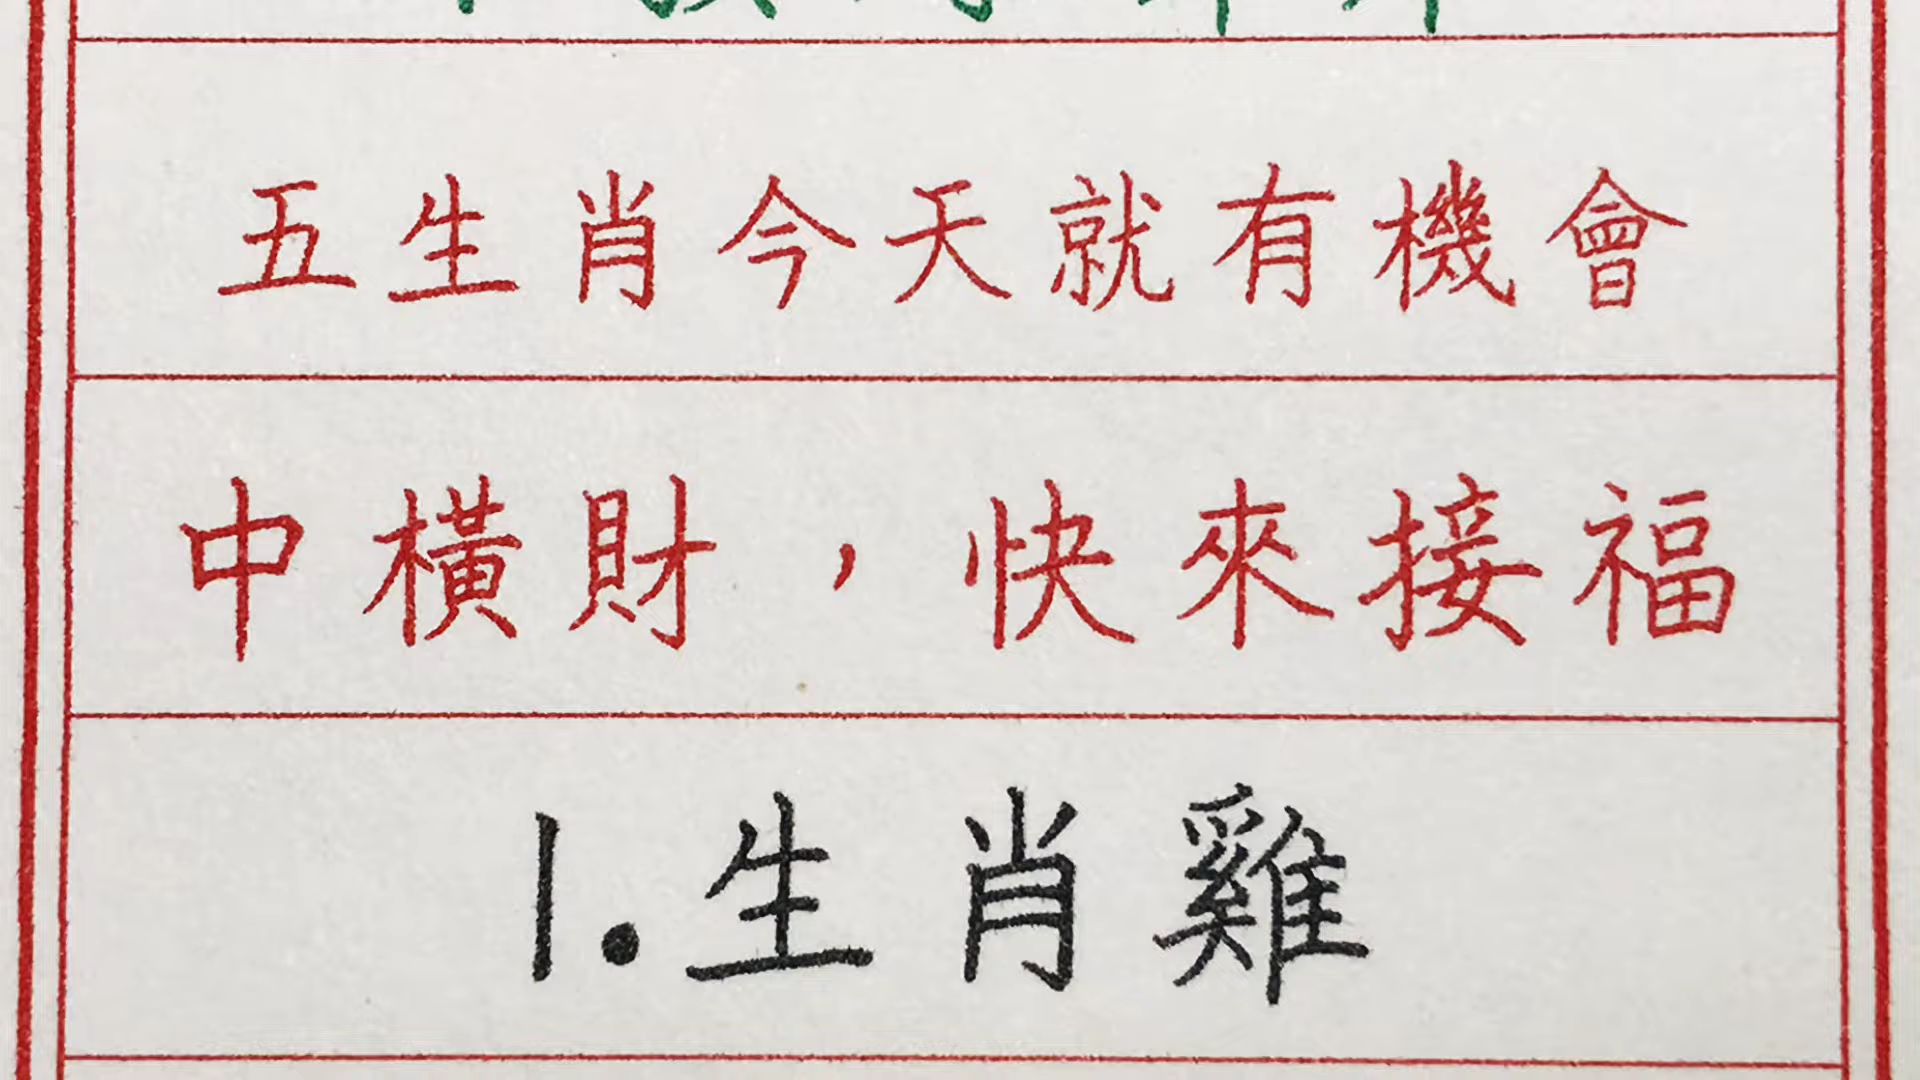 五生肖今天就有機會
中橫財，快來接福
1.生肖雞